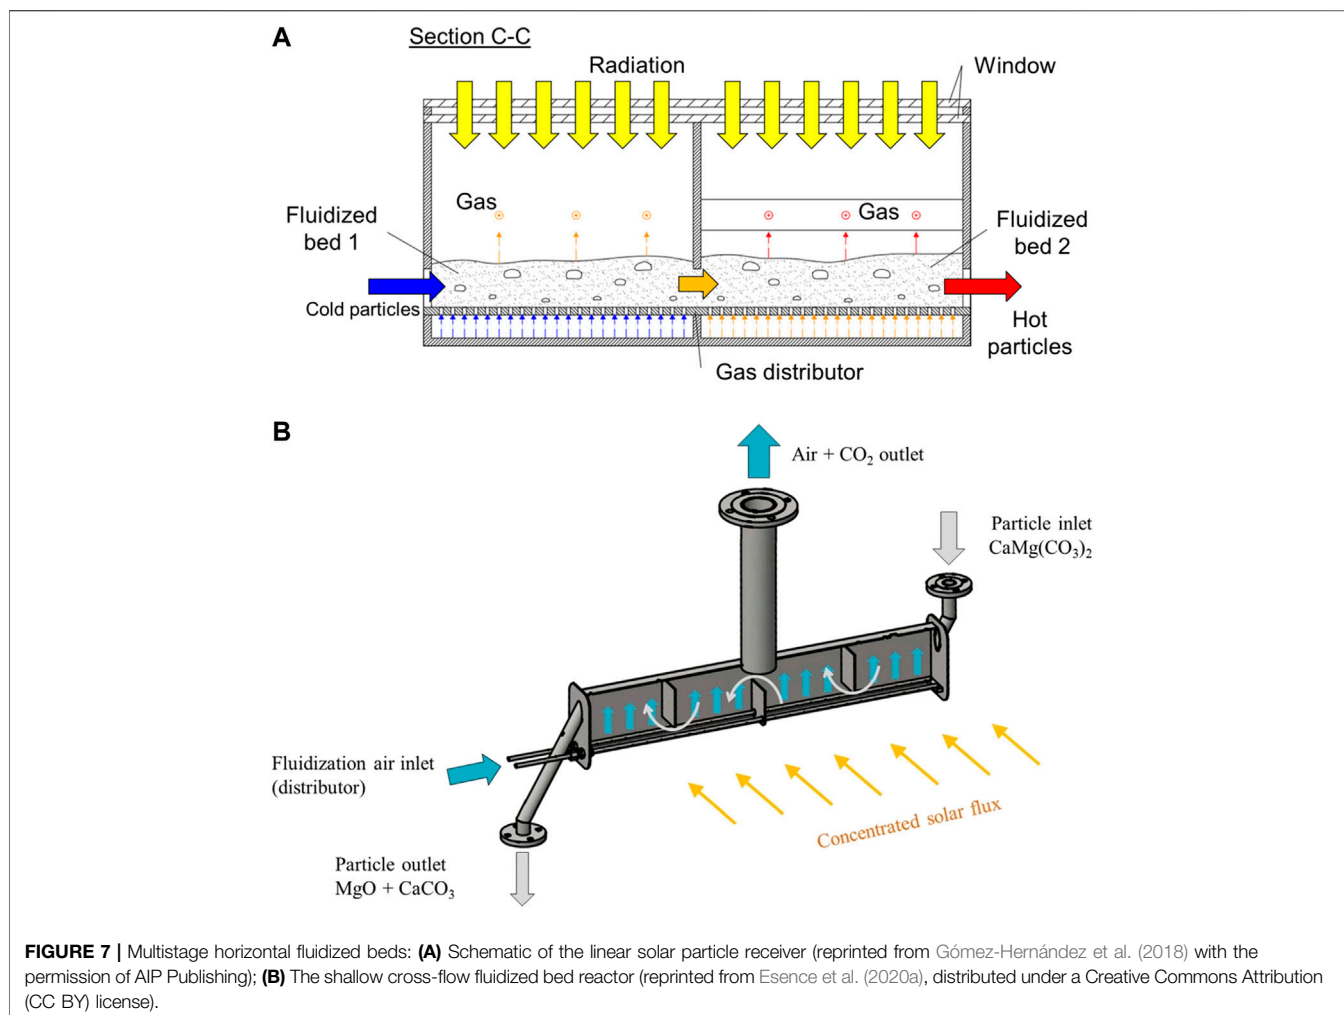 A
Section C-C
Radiation
Window
Gas
Gas
Fluidized
bed 1
Fluidized
bed 2
Cold particles
Hot
particles
Gas distributor
B
Air + CO₂ outlet
Particle inlet
CaMg(CO₃)₂
Fluidization air inlet
(distributor)
Concentrated solar flux
Particle outlet
MgO + CaCO₃
FIGURE 7 | Multistage horizontal fluidized beds: (A) Schematic of the linear solar particle receiver (reprinted from Gómez-Hernández et al. (2018) with the
permission of AIP Publishing); (B) The shallow cross-flow fluidized bed reactor (reprinted from Esence et al. (2020a), distributed under a Creative Commons Attribution
(CC BY) license).